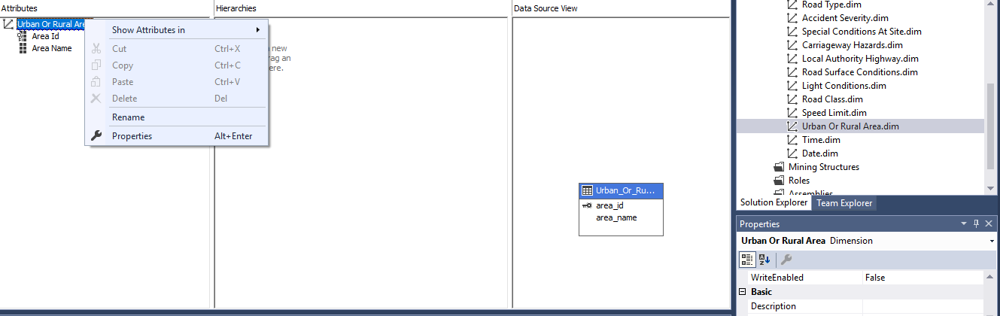 Attributes
Hierarchies
Data Source View
Urban Or Rural Are
Area Id
Area Name
Show Attributes in
Cut Ctrl+X
Copy Ctrl+C
Paste Ctrl+V
Delete Del
Rename
Properties Alt+Enter
new
rag an
ere.
Urban_Or_Ru...
area_id
area_name
Road Type.dim
Accident Severity.dim
Special Conditions At Site.dim
Carriageway Hazards.dim
Local Authority Highway.dim
Road Surface Conditions.dim
Light Conditions.dim
Road Class.dim
Speed Limit.dim
Urban Or Rural Area.dim
Time.dim
Date.dim
Mining Structures
Roles
Assemblies
Solution Explorer Team Explorer
Properties
Urban Or Rural Area Dimension
WriteEnabled False
Basic
Description